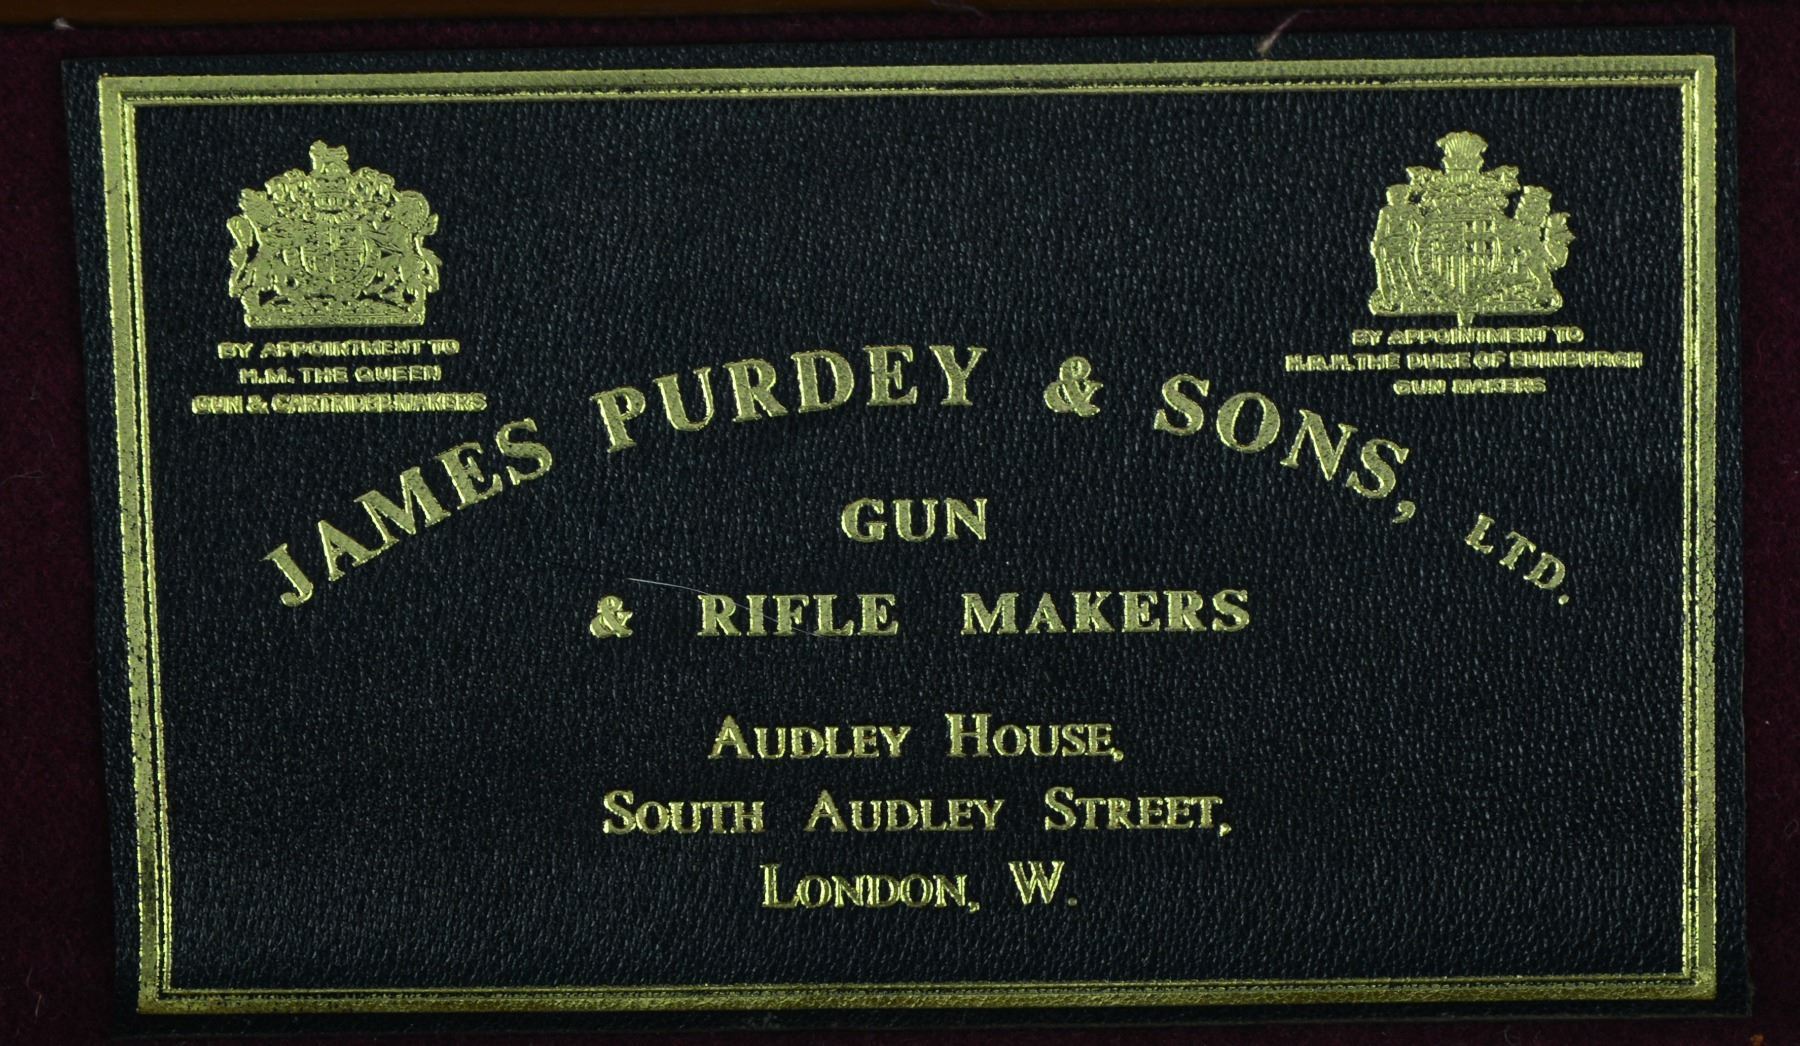 BY APPOINTMENT TO
H.M. THE QUEEN
GUN & CARTRIDGE MAKERS
BY APPOINTMENT TO
H.R.H. THE DUKE OF EDINBURGH
GUN MAKERS
JAMES PURDEY & SONS, LTD.
GUN
& RIFLE MAKERS
AUDLEY HOUSE,
SOUTH AUDLEY STREET,
LONDON, W.